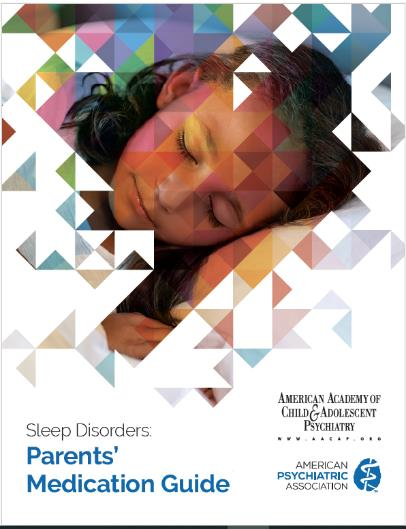 AMERICAN ACADEMY OF
CHILD & ADOLESCENT
PSYCHIATRY
WWW.AACAP.ORG
Sleep Disorders:
Parents'
Medication Guide
AMERICAN
PSYCHIATRIC
ASSOCIATION